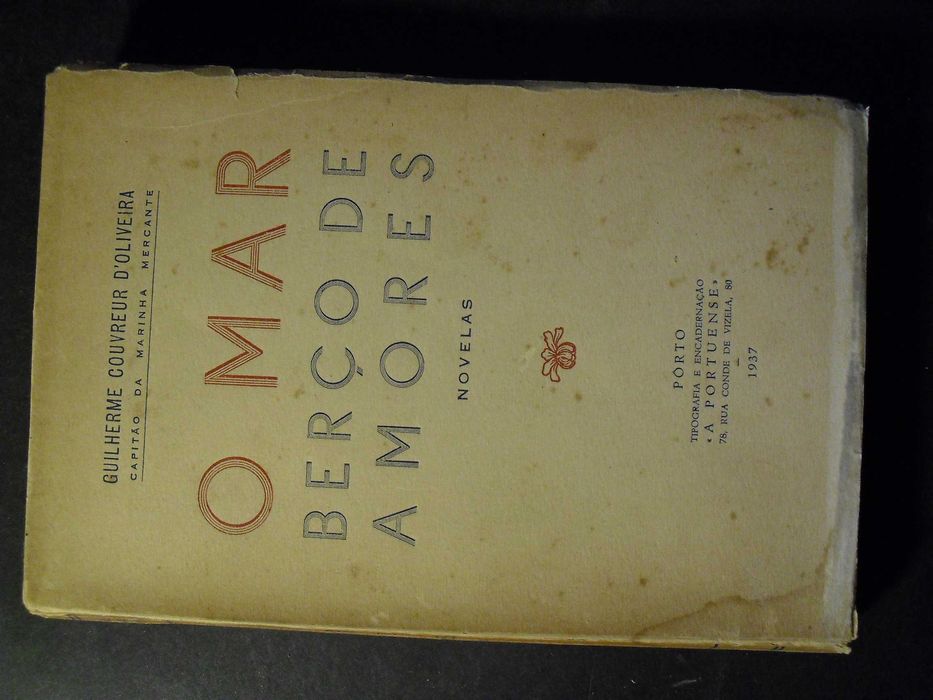 GUILHERME COUVREUR D'OLIVEIRA
CAPITÃO DA MARINHA MERCANTE
O MAR
BERÇO DE
AMORES
NOVELAS
PÔRTO
TIPOGRAFIA E ENCADERNAÇÃO
«A PORTUENSE»
78, RUA CONDE DE VIZELA, 80
1937